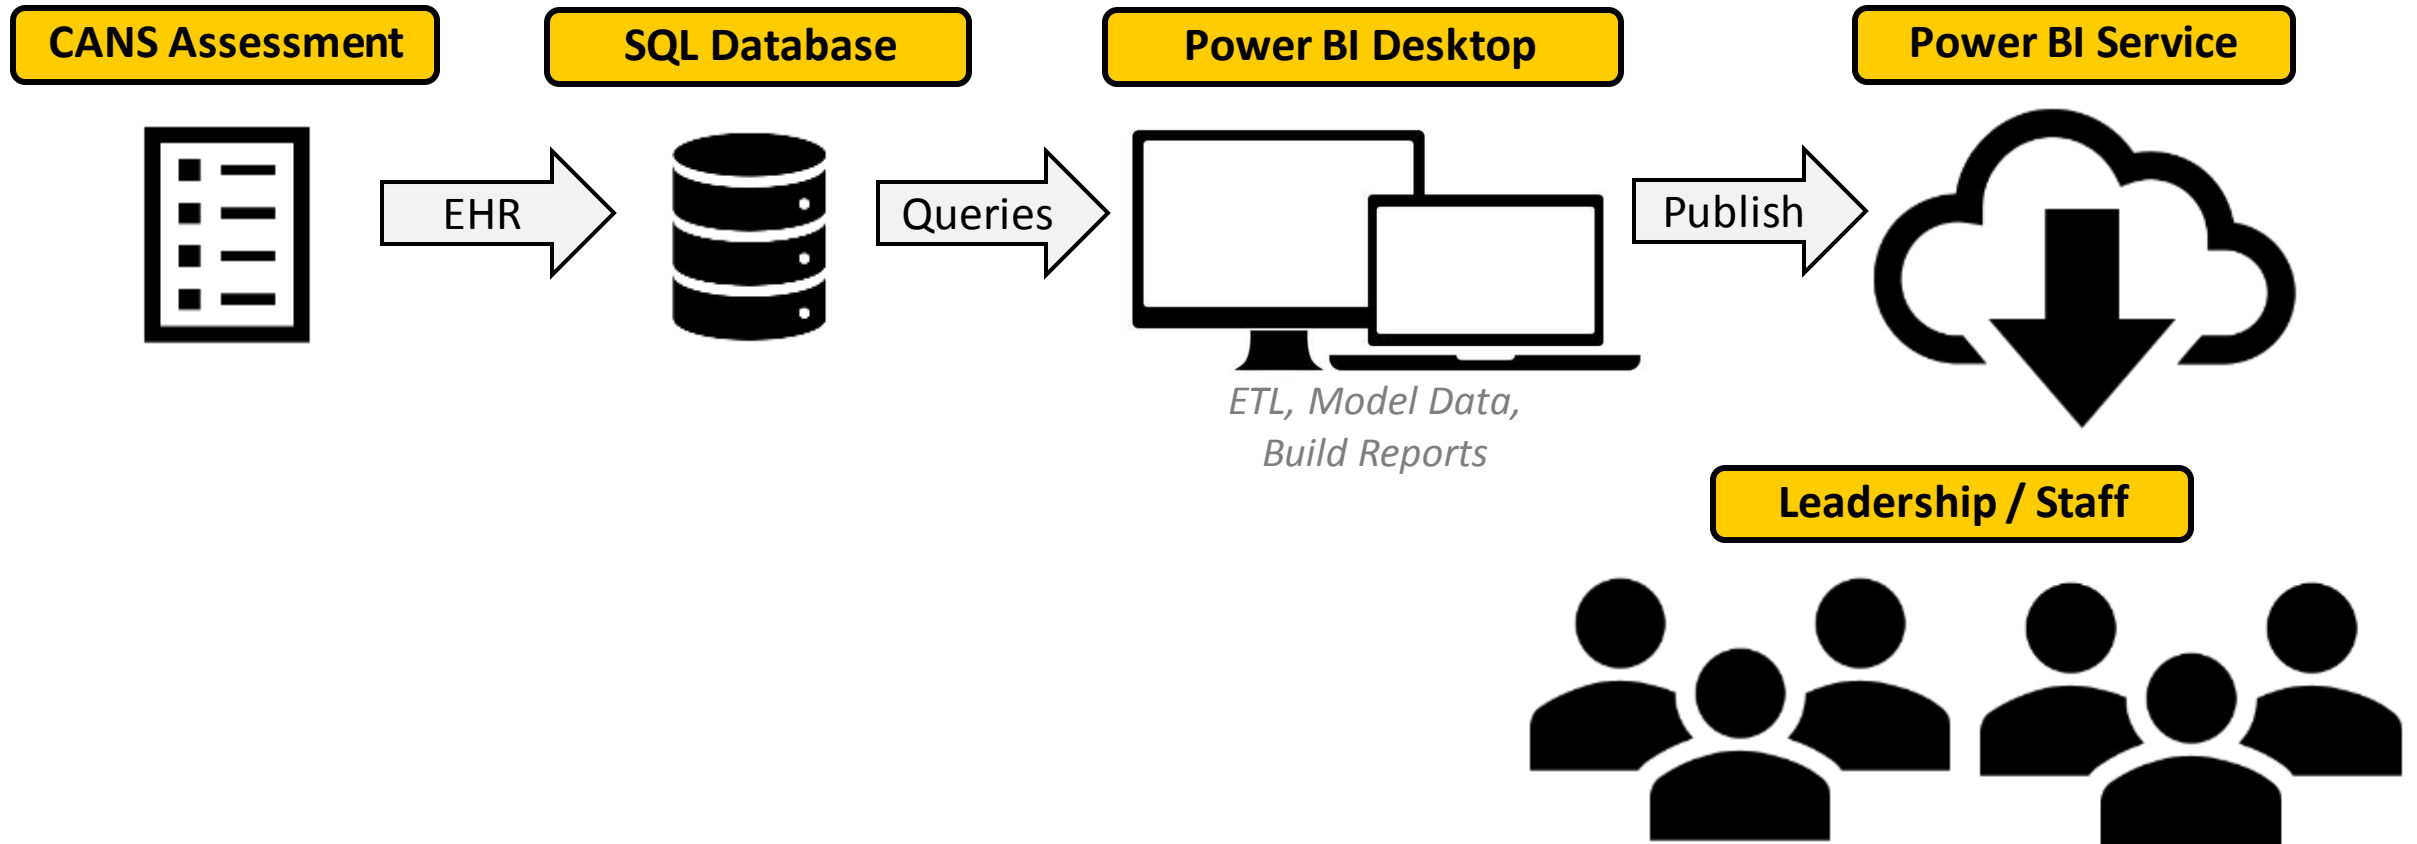 CANS Assessment
SQL Database
Power BI Desktop
Power BI Service
EHR
Queries
Publish
ETL, Model Data,
Build Reports
Leadership / Staff